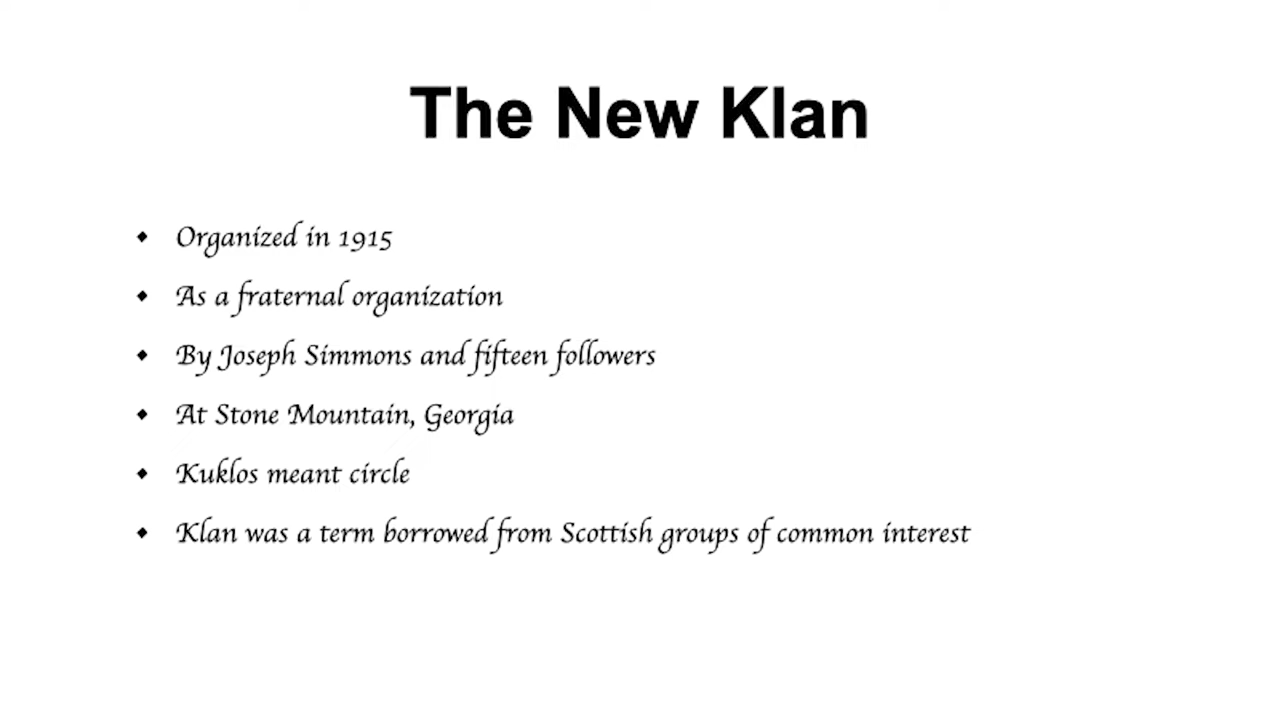 The New Klan
◆ Organized in 1915
◆ As a fraternal organization
◆ By Joseph Simmons and fifteen followers
◆ At Stone Mountain, Georgia
◆ Kuklos meant circle
◆ Klan was a term borrowed from Scottish groups of common interest